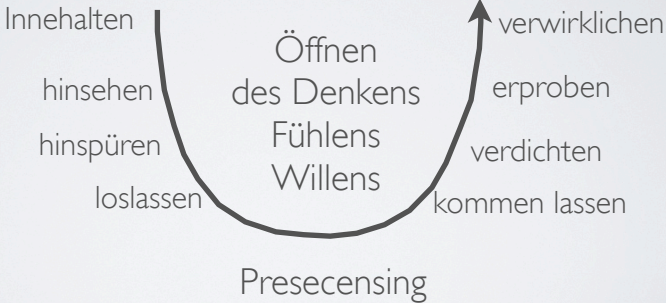 Innehalten
hinsehen
hinspüren
loslassen
Öffnen
des Denkens
Fühlens
Willens
verwirklichen
erproben
verdichten
kommen lassen
Presecensing